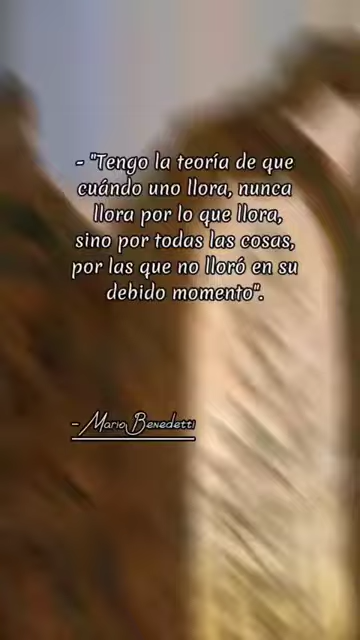 - "Tengo la teoría de que
cuándo uno llora, nunca
llora por lo que llora,
sino por todas las cosas,
por las que no lloró en su
debido momento".
- Mario Benedetti